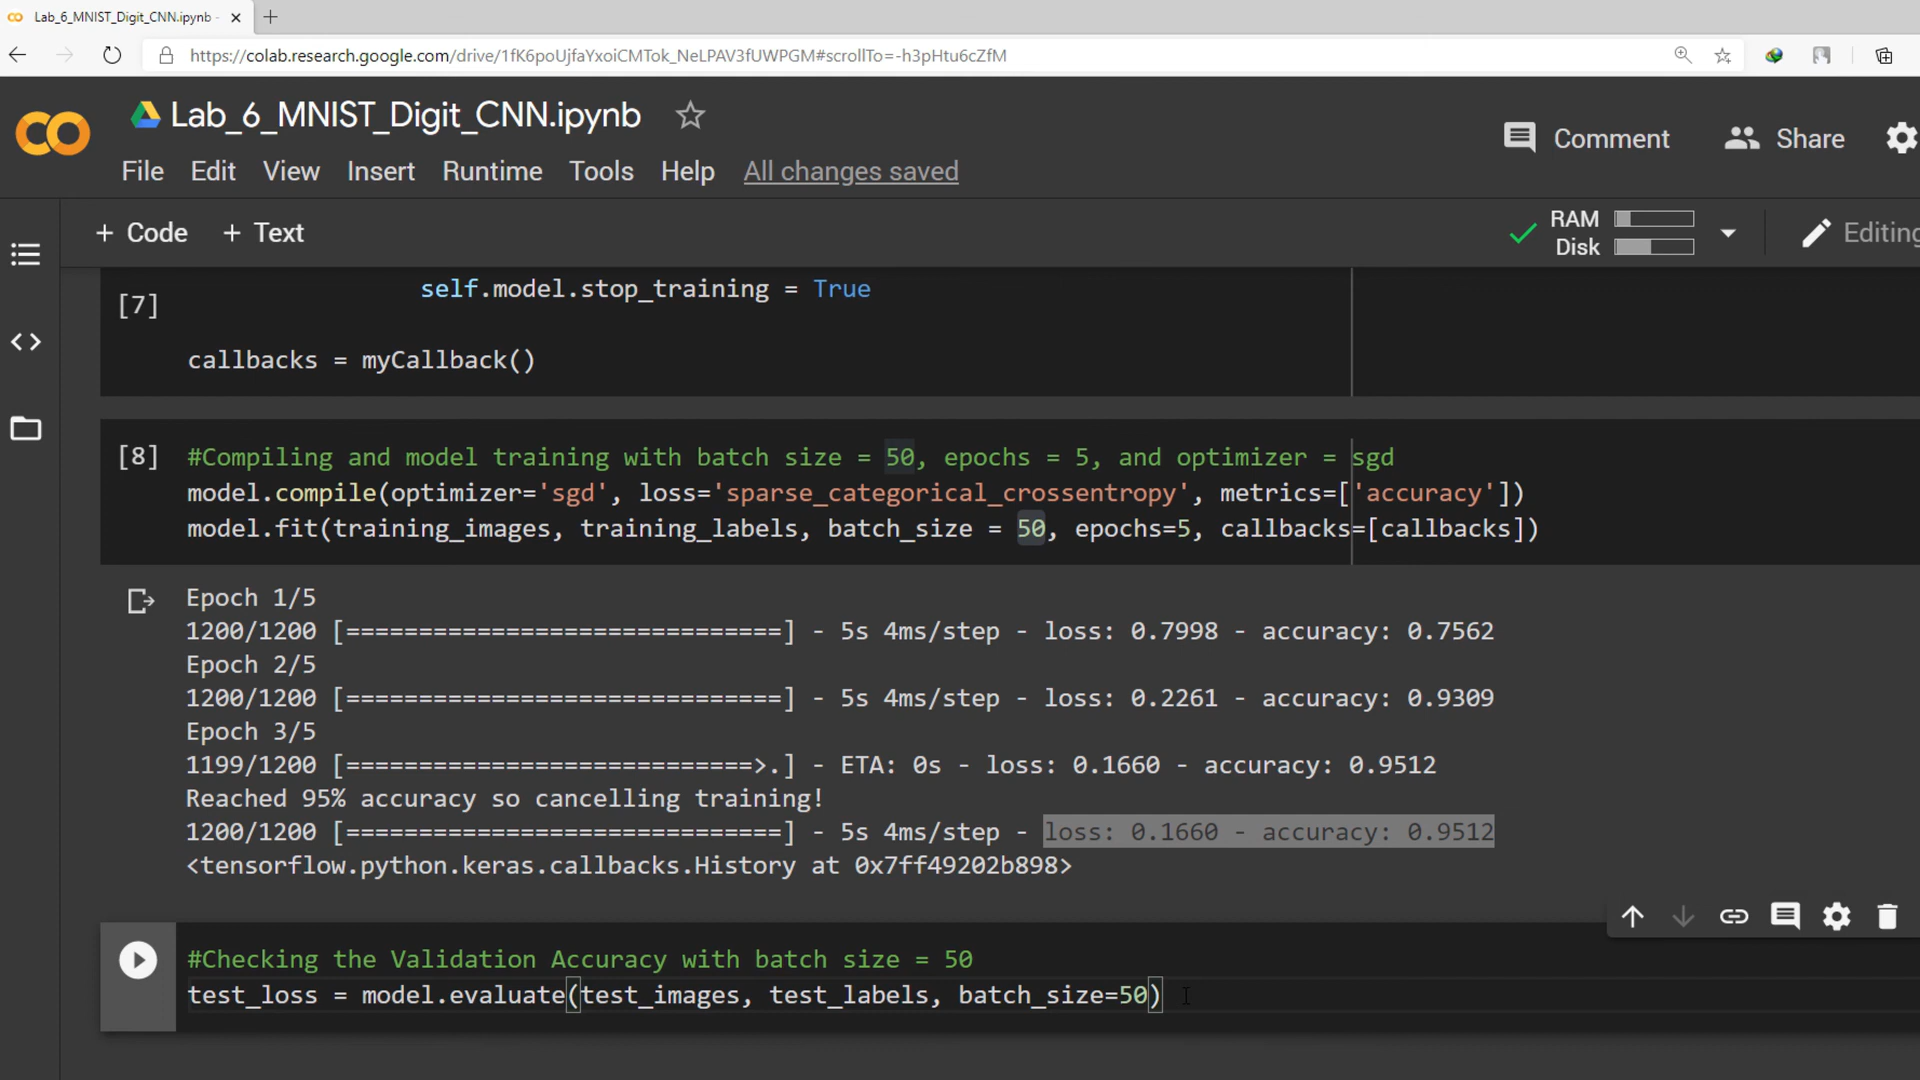 Lab_6_MNIST_Digit_CNN.ipynb -
https://colab.research.google.com/drive/1fK6poUjfaYxoiCMTok_NeLPAV3fUWPGM#scrollTo=-h3pHtu6cZfM
Lab_6_MNIST_Digit_CNN.ipynb
Comment Share
File Edit View Insert Runtime Tools Help All changes saved
+ Code + Text
RAM
Disk
Editing
[7] self.model.stop_training = True
callbacks = myCallback()
[8] #Compiling and model training with batch size = 50, epochs = 5, and optimizer = sgd
model.compile(optimizer='sgd', loss='sparse_categorical_crossentropy', metrics=['accuracy'])
model.fit(training_images, training_labels, batch_size = 50, epochs=5, callbacks=[callbacks])
Epoch 1/5
1200/1200 [==============================] - 5s 4ms/step - loss: 0.7998 - accuracy: 0.7562
Epoch 2/5
1200/1200 [==============================] - 5s 4ms/step - loss: 0.2261 - accuracy: 0.9309
Epoch 3/5
1199/1200 [============================>.] - ETA: 0s - loss: 0.1660 - accuracy: 0.9512
Reached 95% accuracy so cancelling training!
1200/1200 [==============================] - 5s 4ms/step - loss: 0.1660 - accuracy: 0.9512
<tensorflow.python.keras.callbacks.History at 0x7ff49202b898>
#Checking the Validation Accuracy with batch size = 50
test_loss = model.evaluate(test_images, test_labels, batch_size=50)